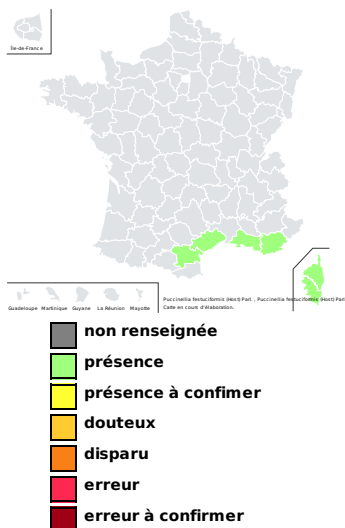 Île-de-France
Guadeloupe Martinique Guyane La Réunion Mayotte
Puccinellia festuciformis (Host) Parl. , Puccinellia festuciformis (Host) Parl
Carte en cours d'élaboration.
non renseignée
présence
présence à confimer
douteux
disparu
erreur
erreur à confirmer